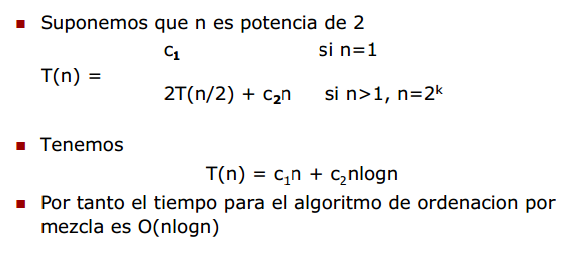 ▪ Suponemos que n es potencia de 2
c₁ si n=1
T(n) =
2T(n/2) + c₂n si n>1, n=2ᵏ
▪ Tenemos
T(n) = c₁n + c₂nlogn
▪ Por tanto el tiempo para el algoritmo de ordenacion por
mezcla es O(nlogn)